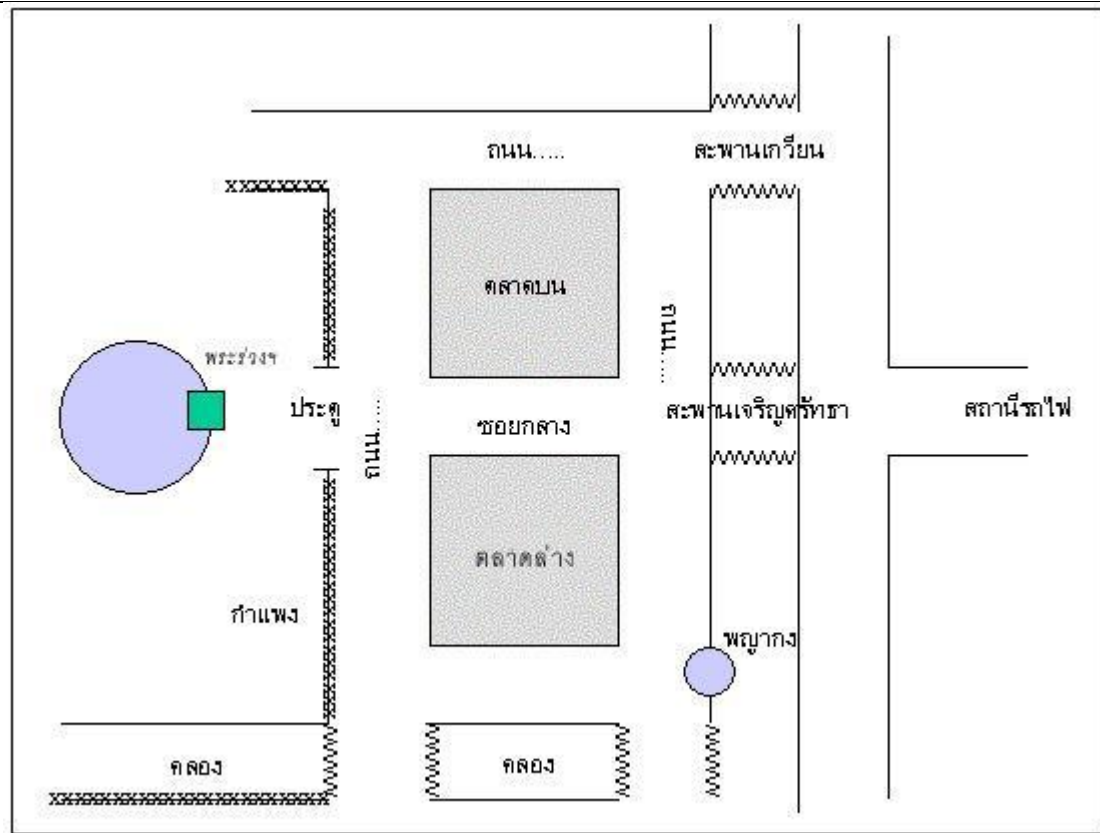 ถนน.....
สะพานเกวียน
ตลาดบน
ถนน.....
พระร่วงฯ
ประตู
ถนน.....
ซอยกลาง
สะพานเจริญศรัทธา
สถานีรถไฟ
ตลาดล่าง
กำแพง
พญากง
คลอง
คลอง